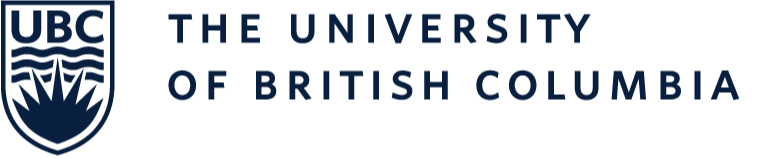 UBC
THE UNIVERSITY
OF BRITISH COLUMBIA